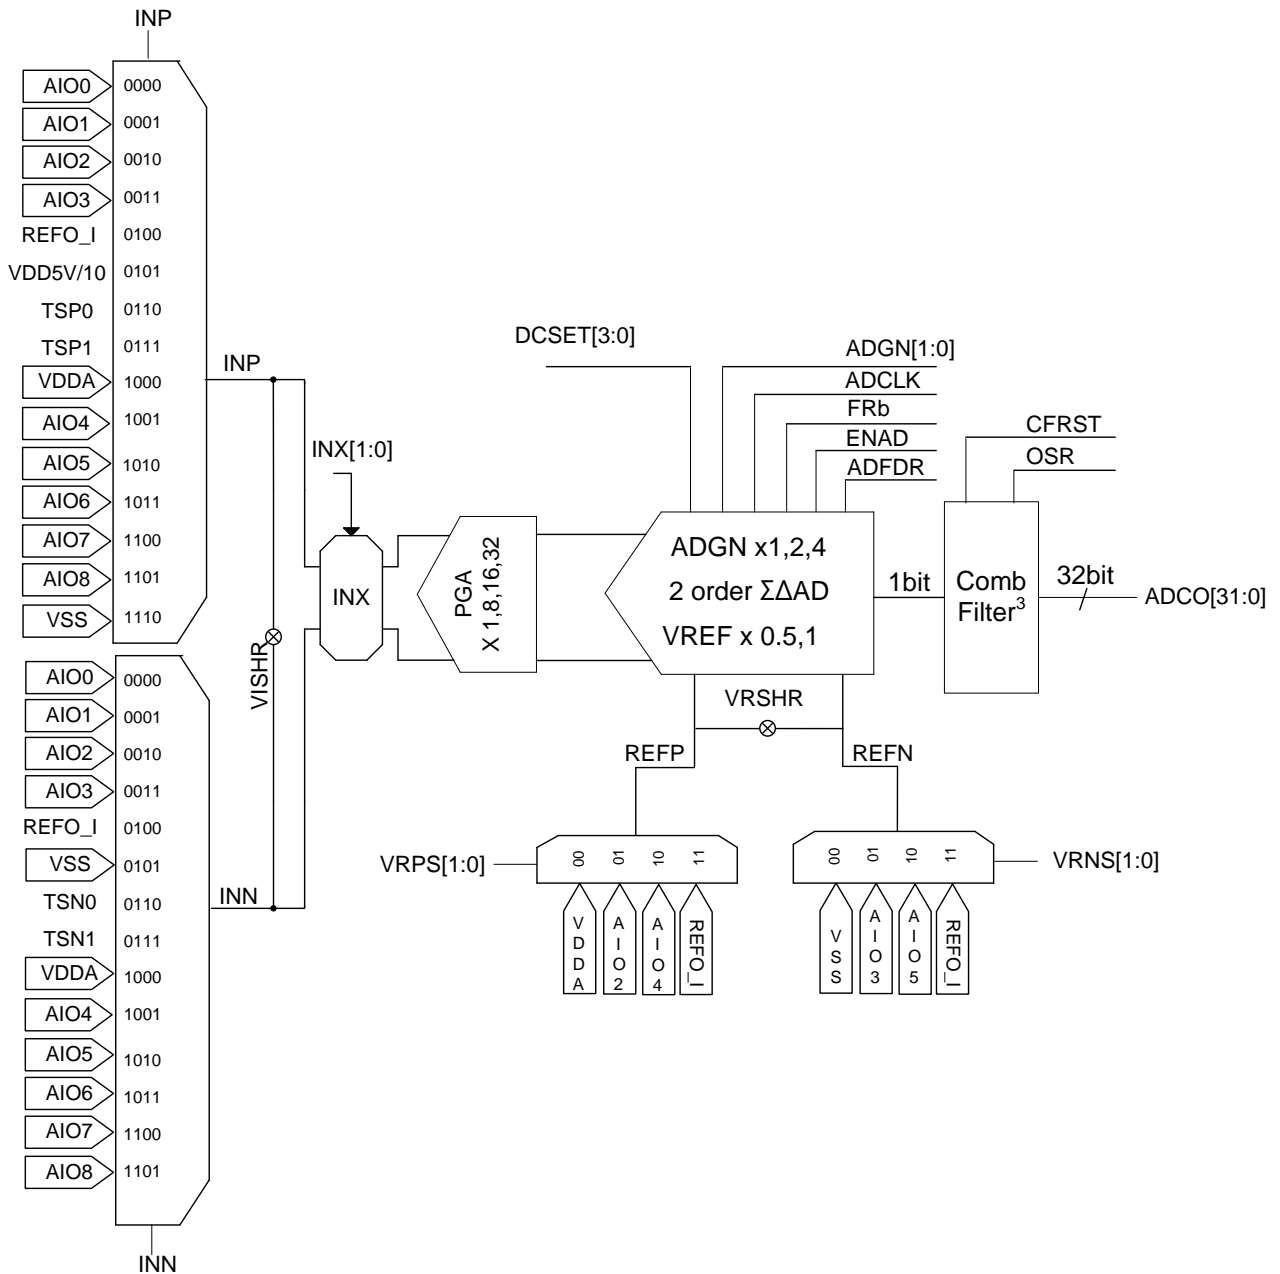 INP
AIO0 0000
AIO1 0001
AIO2 0010
AIO3 0011
REFO_I 0100
VDD5V/10 0101
TSP0 0110
TSP1 0111
VDDA 1000
AIO4 1001
AIO5 1010
AIO6 1011
AIO7 1100
AIO8 1101
VSS 1110
INP
AIO0 0000
AIO1 0001
AIO2 0010
AIO3 0011
REFO_I 0100
VSS 0101
TSN0 0110
TSN1 0111
VDDA 1000
AIO4 1001
AIO5 1010
AIO6 1011
AIO7 1100
AIO8 1101
INN
INN
VISHR
INX[1:0]
INX
PGA
X 1,8,16,32
DCSET[3:0]
ADGN[1:0]
ADCLK
FRb
ENAD
ADFDR
ADGN x1,2,4
2 order ΣΔAD
VREF x 0.5,1
1bit
CFRST
OSR
Comb
Filter³
32bit
ADCO[31:0]
VRSHR
REFP
REFN
VRPS[1:0]
00 01 10 11
VDDA AIO2 AIO4 REFO_I
00 01 10 11
VRNS[1:0]
VSS AIO3 AIO5 REFO_I